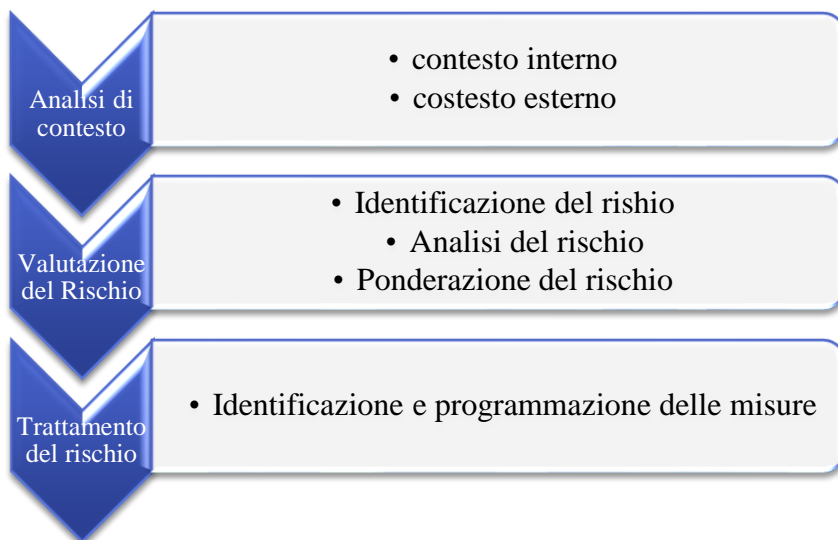 Analisi di
contesto
• contesto interno
• costesto esterno
Valutazione
del Rischio
• Identificazione del rishio
• Analisi del rischio
• Ponderazione del rischio
Trattamento
del rischio
• Identificazione e programmazione delle misure